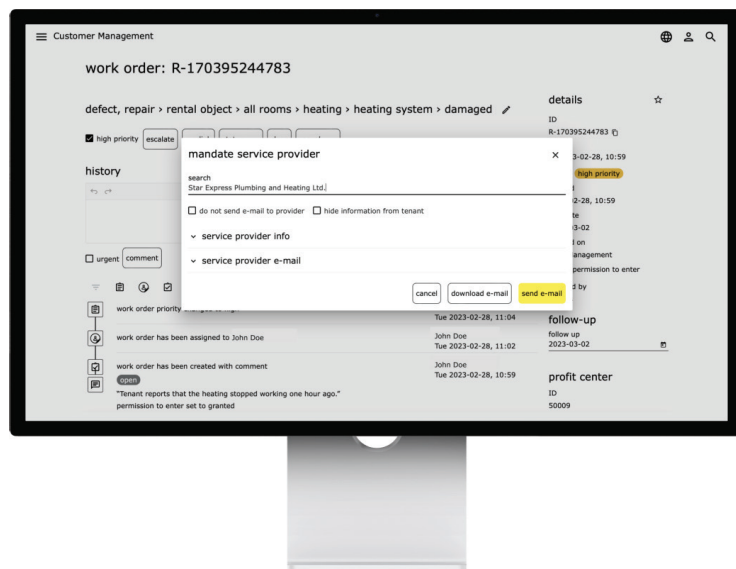 Customer Management
work order: R-170395244783
defect, repair › rental object › all rooms › heating › heating system › damaged
high priority
escalate
history
urgent
comment
work order priority changed to high
Tue 2023-02-28, 11:04
work order has been assigned to John Doe
John Doe
Tue 2023-02-28, 11:02
work order has been created with comment
John Doe
Tue 2023-02-28, 10:59
open
"Tenant reports that the heating stopped working one hour ago."
permission to enter set to granted
mandate service provider
search
Star Express Plumbing and Heating Ltd.
do not send e-mail to provider
hide information from tenant
service provider info
service provider e-mail
cancel
download e-mail
send e-mail
details
ID
R-170395244783
3-02-28, 10:59
high priority
2-28, 10:59
3-02
on
permission to enter
by
follow-up
follow up
2023-03-02
profit center
ID
S0009